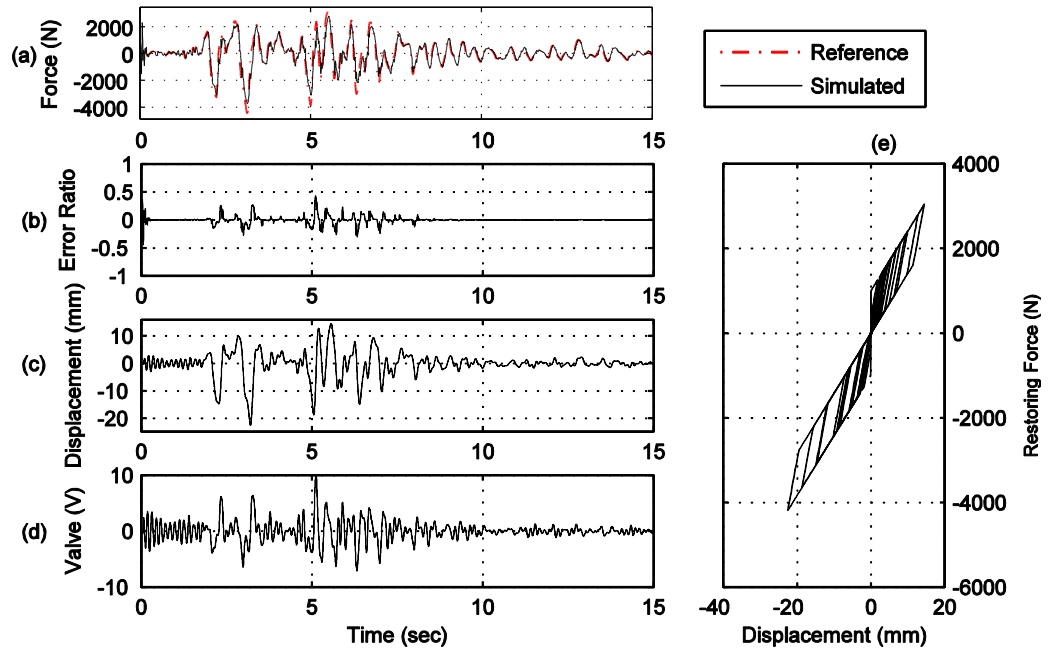 (a)
Force (N)
2000
0
-2000
-4000
0 5 10 15
Reference
Simulated
(b)
Error Ratio
1
0.5
0
-0.5
-1
0 5 10 15
(c)
Displacement (mm)
10
0
-10
-20
0 5 10 15
(d)
Valve (V)
10
0
-10
0 5 10 15
Time (sec)
(e)
4000
2000
0
-2000
-4000
-6000
Restoring Force (N)
-40 -20 0 20
Displacement (mm)